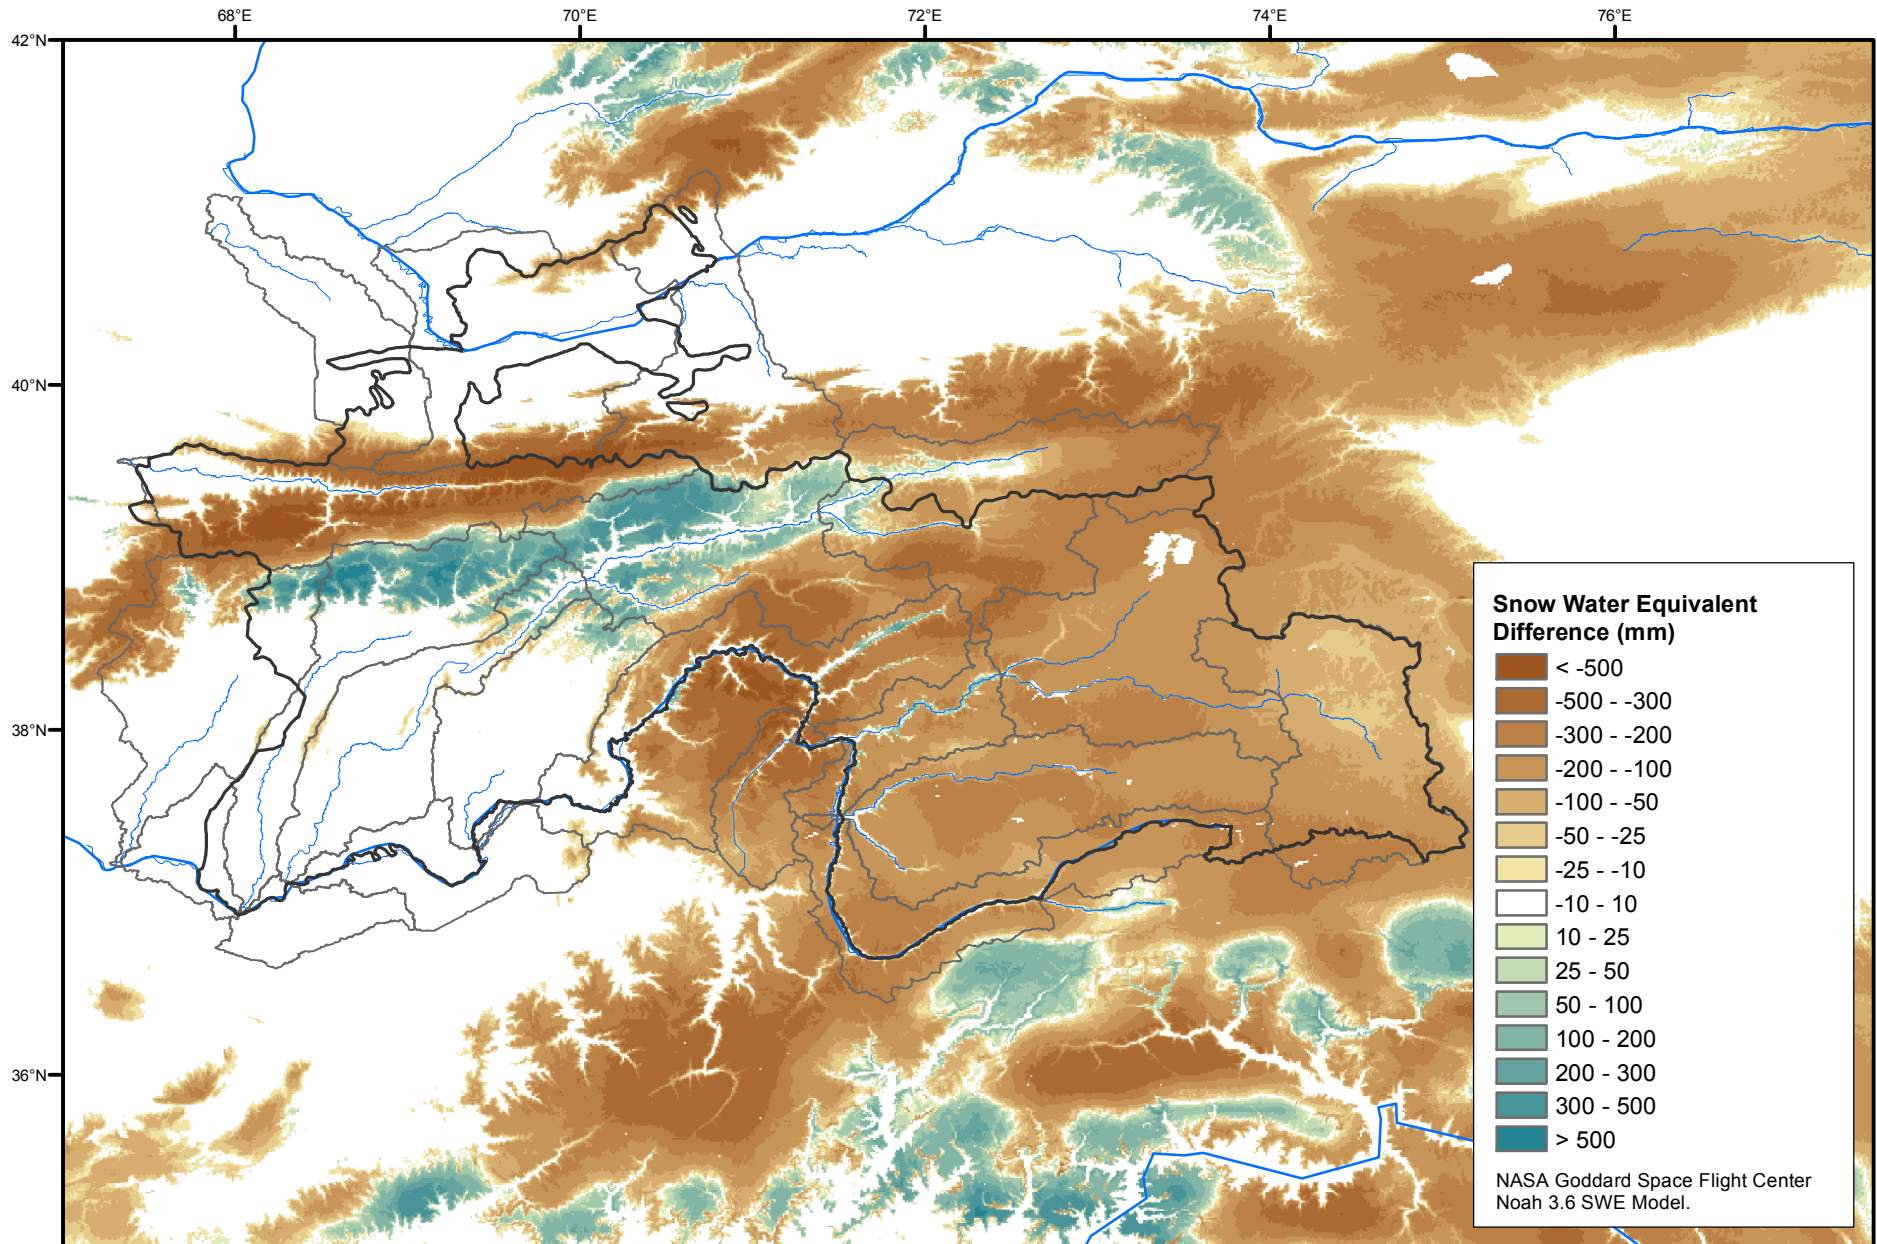 68°E
70°E
72°E
74°E
76°E
42°N
40°N
38°N
36°N
Snow Water Equivalent
Difference (mm)
< -500
-500 - -300
-300 - -200
-200 - -100
-100 - -50
-50 - -25
-25 - -10
-10 - 10
10 - 25
25 - 50
50 - 100
100 - 200
200 - 300
300 - 500
> 500
NASA Goddard Space Flight Center
Noah 3.6 SWE Model.